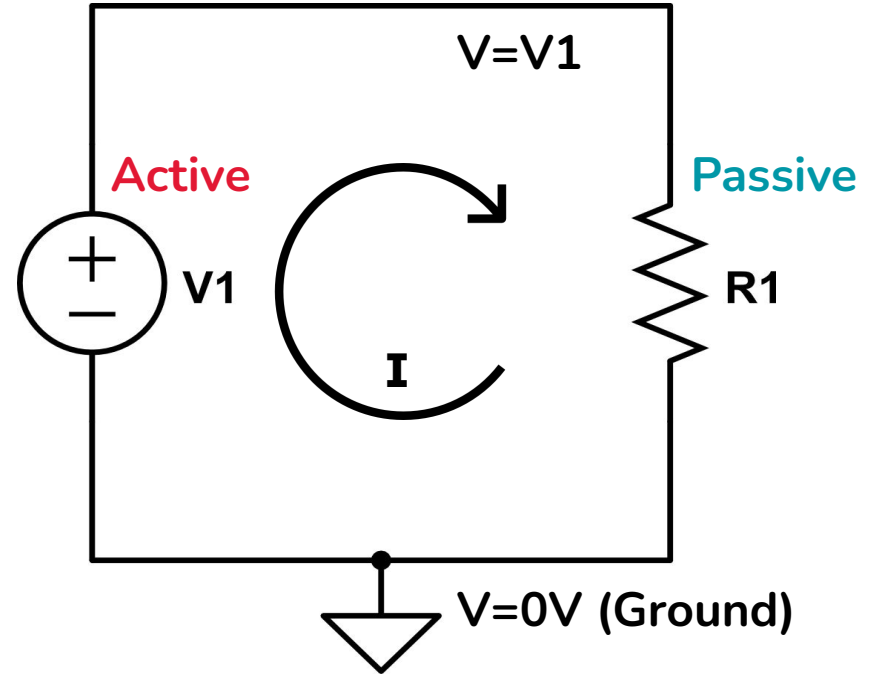 V=V1
Active
Passive
+
−
V1
R1
I
V=0V (Ground)